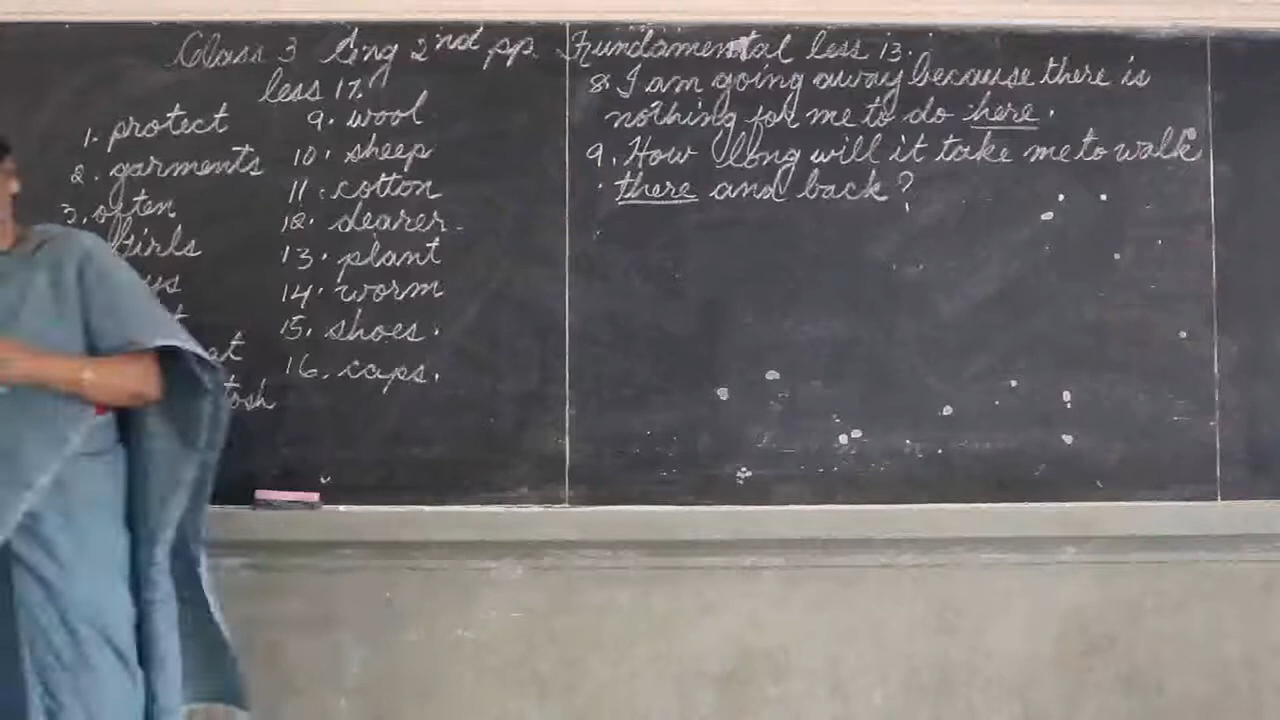 Class 3 Eng 2nd pp. Fundamental less 13.
less 17.
1. protect
2. garments
3. often
Girls
9. wool
10. sheep
11. cotton
12. dearer.
13. plant
14. worm
15. shoes.
16. caps.
8. I am going away because there is
nothing for me to do here.
9. How long will it take me to walk
there and back?